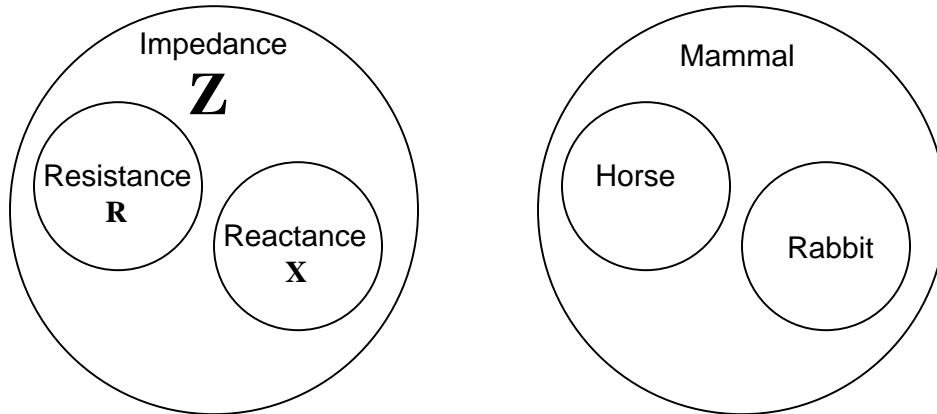 Impedance
Z
Resistance
R
Reactance
X
Mammal
Horse
Rabbit